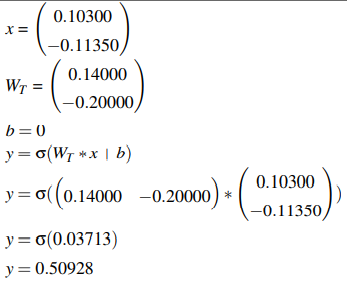 x = (0.10300
−0.11350)
W_T = (0.14000
−0.20000)
b = 0
y = σ(W_T * x | b)
y = σ((0.14000 −0.20000) * (0.10300
−0.11350))
y = σ(0.03713)
y = 0.50928